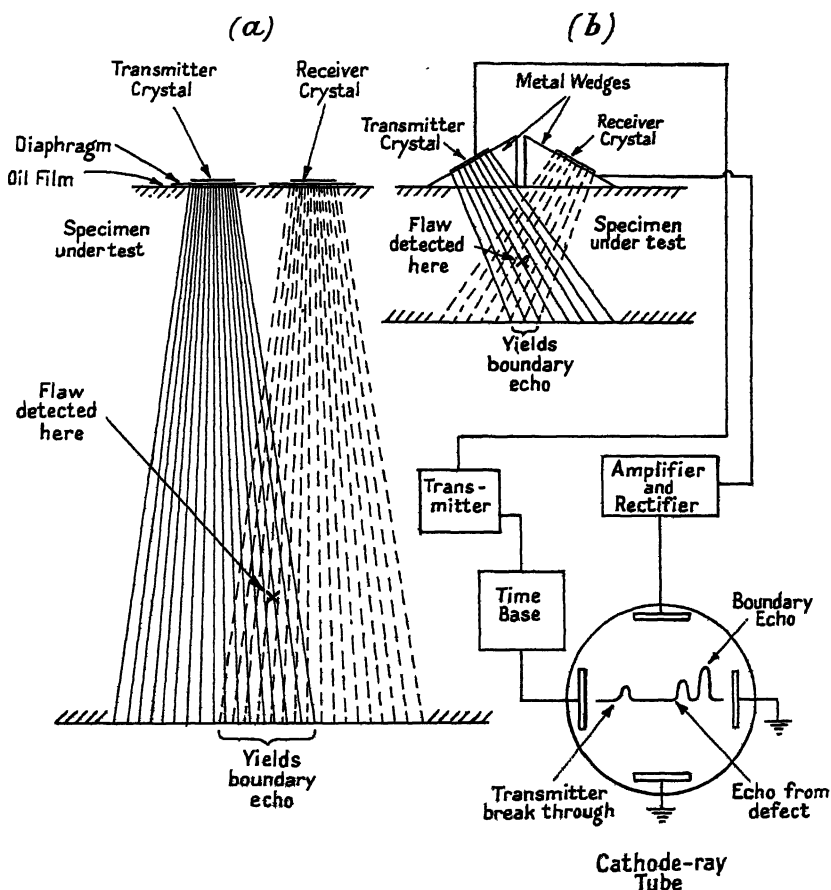 (a)
Transmitter
Crystal
Receiver
Crystal
Diaphragm
Oil Film
Specimen
under test
Flaw
detected
here
Yields
boundary
echo
(b)
Metal Wedges
Transmitter
Crystal
Receiver
Crystal
Flaw
detected
here
Specimen
under test
Yields
boundary
echo
Trans-
mitter
Amplifier
and
Rectifier
Time
Base
Boundary
Echo
Transmitter
break through
Echo from
defect
Cathode-ray
Tube